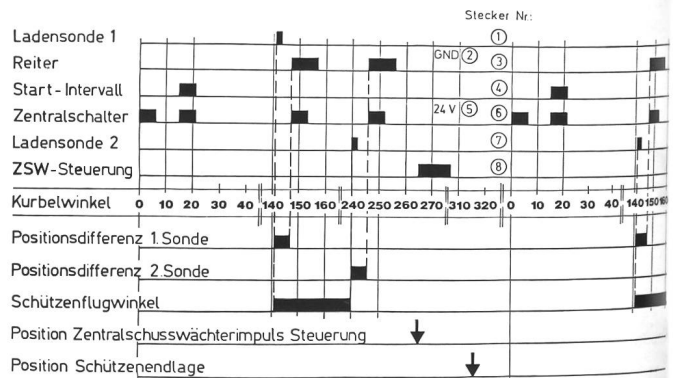 Stecker Nr.:
Ladensonde 1 1
Reiter GND 2 3
Start-Intervall 4
Zentralschalter 24 V 5 6
Ladensonde 2 7
ZSW-Steuerung 8
Kurbelwinkel 0 10 20 30 40 140 150 160 240 250 260 270 310 320 0 10 20 30 40 140 150 160
Positionsdifferenz 1.Sonde
Positionsdifferenz 2.Sonde
Schützenflugwinkel
Position Zentralschusswächterimpuls Steuerung
Position Schützenendlage